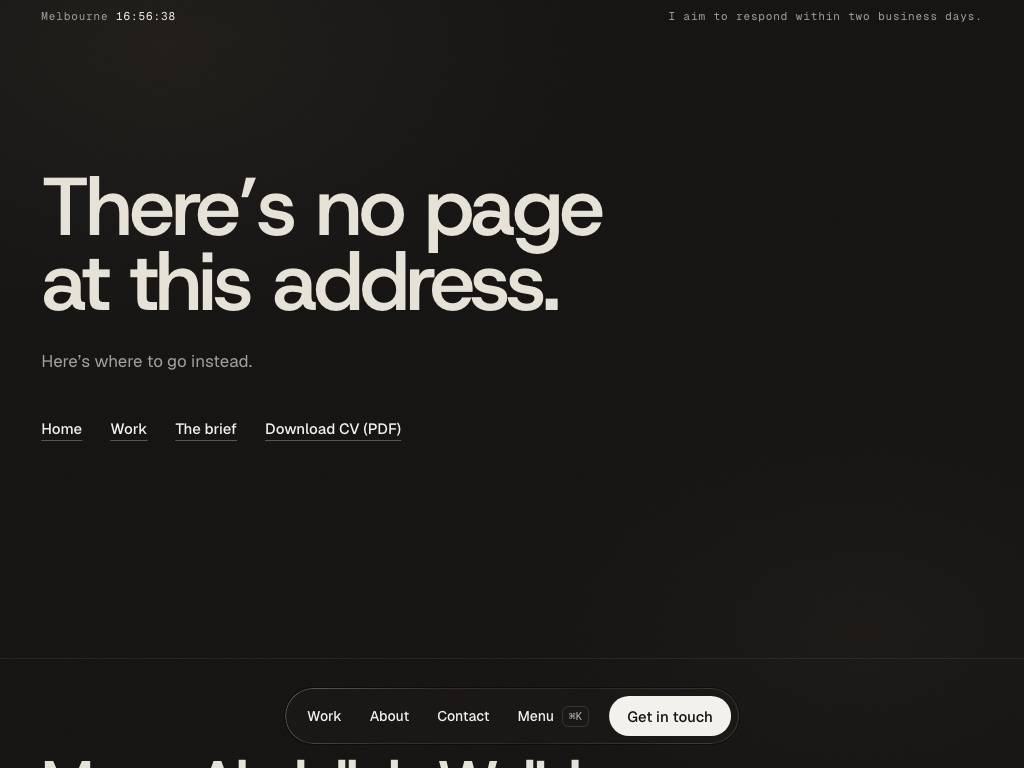 Melbourne 16:56:38
I aim to respond within two business days.
There’s no page
at this address.
Here’s where to go instead.
Home Work The brief Download CV (PDF)
Work About Contact Menu ⌘K Get in touch